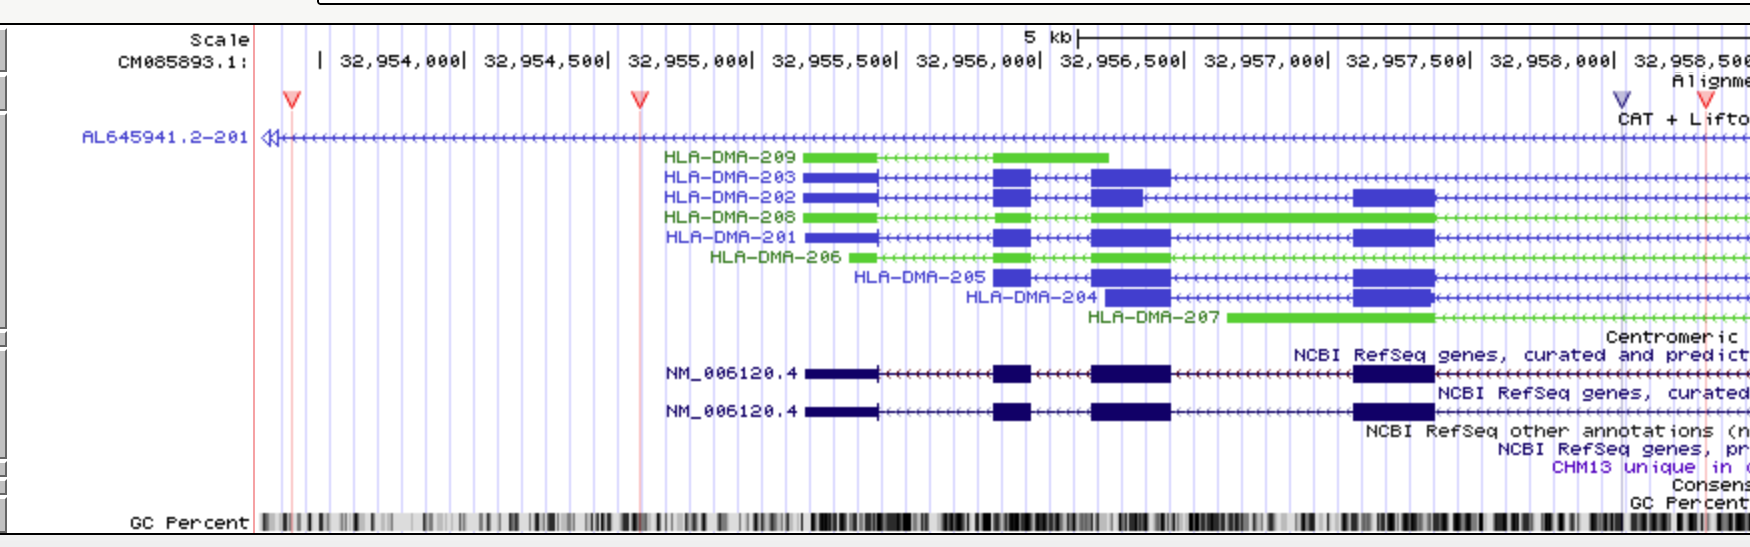 Scale 5 kb
CM085893.1: | 32,954,000| 32,954,500| 32,955,000| 32,955,500| 32,956,000| 32,956,500| 32,957,000| 32,957,500| 32,958,000| 32,958,500
Alignme
CAT + Lifto
AL645941.2-201
HLA-DMA-209
HLA-DMA-203
HLA-DMA-202
HLA-DMA-208
HLA-DMA-201
HLA-DMA-206
HLA-DMA-205
HLA-DMA-204
HLA-DMA-207
Centromeric
NCBI RefSeq genes, curated and predict
NM_006120.4
NCBI RefSeq genes, curated
NM_006120.4
NCBI RefSeq other annotations (n
NCBI RefSeq genes, pr
CHM13 unique in
Consens
GC Percent
GC Percent